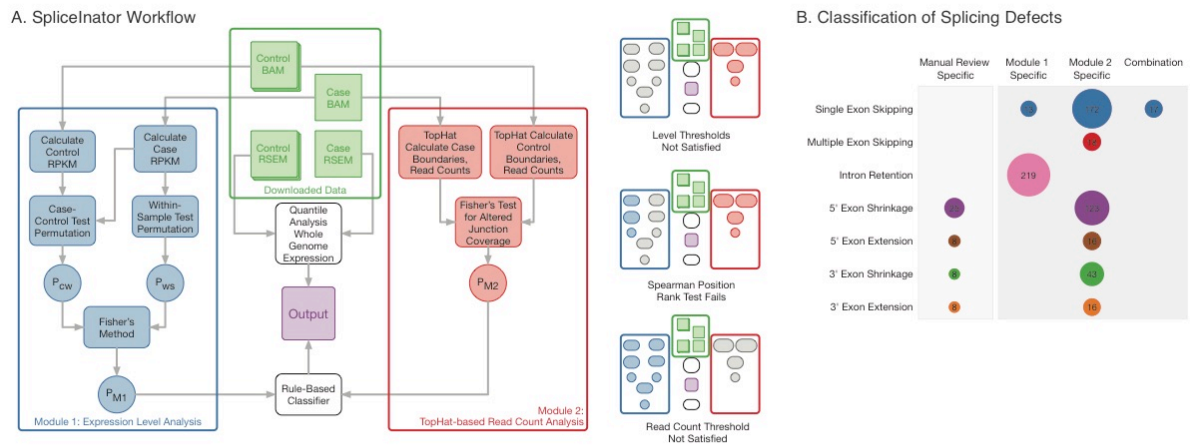 A. SpliceInator Workflow
Control
BAM
Case
BAM
Control
RSEM
Case
RSEM
Downloaded Data
Calculate
Control
RPKM
Calculate
Case
RPKM
Case-
Control Test
Permutation
Within-
Sample Test
Permutation
Pcw
Pws
Fisher's
Method
PM1
Module 1: Expression Level Analysis
Quantile
Analysis
Whole
Genome
Expression
Output
Rule-Based
Classifier
TopHat
Calculate Case
Boundaries,
Read Counts
TopHat Calculate
Control
Boundaries,
Read Counts
Fisher's Test
for Altered
Junction
Coverage
PM2
Module 2:
TopHat-based Read Count Analysis
Level Thresholds
Not Satisfied
Spearman Position
Rank Test Fails
Read Count Threshold
Not Satisfied
B. Classification of Splicing Defects
Manual Review
Specific
Module 1
Specific
Module 2
Specific
Combination
Single Exon Skipping
Multiple Exon Skipping
Intron Retention
219
5' Exon Shrinkage
5' Exon Extension
8
16
3' Exon Shrinkage
8
43
3' Exon Extension
8
16